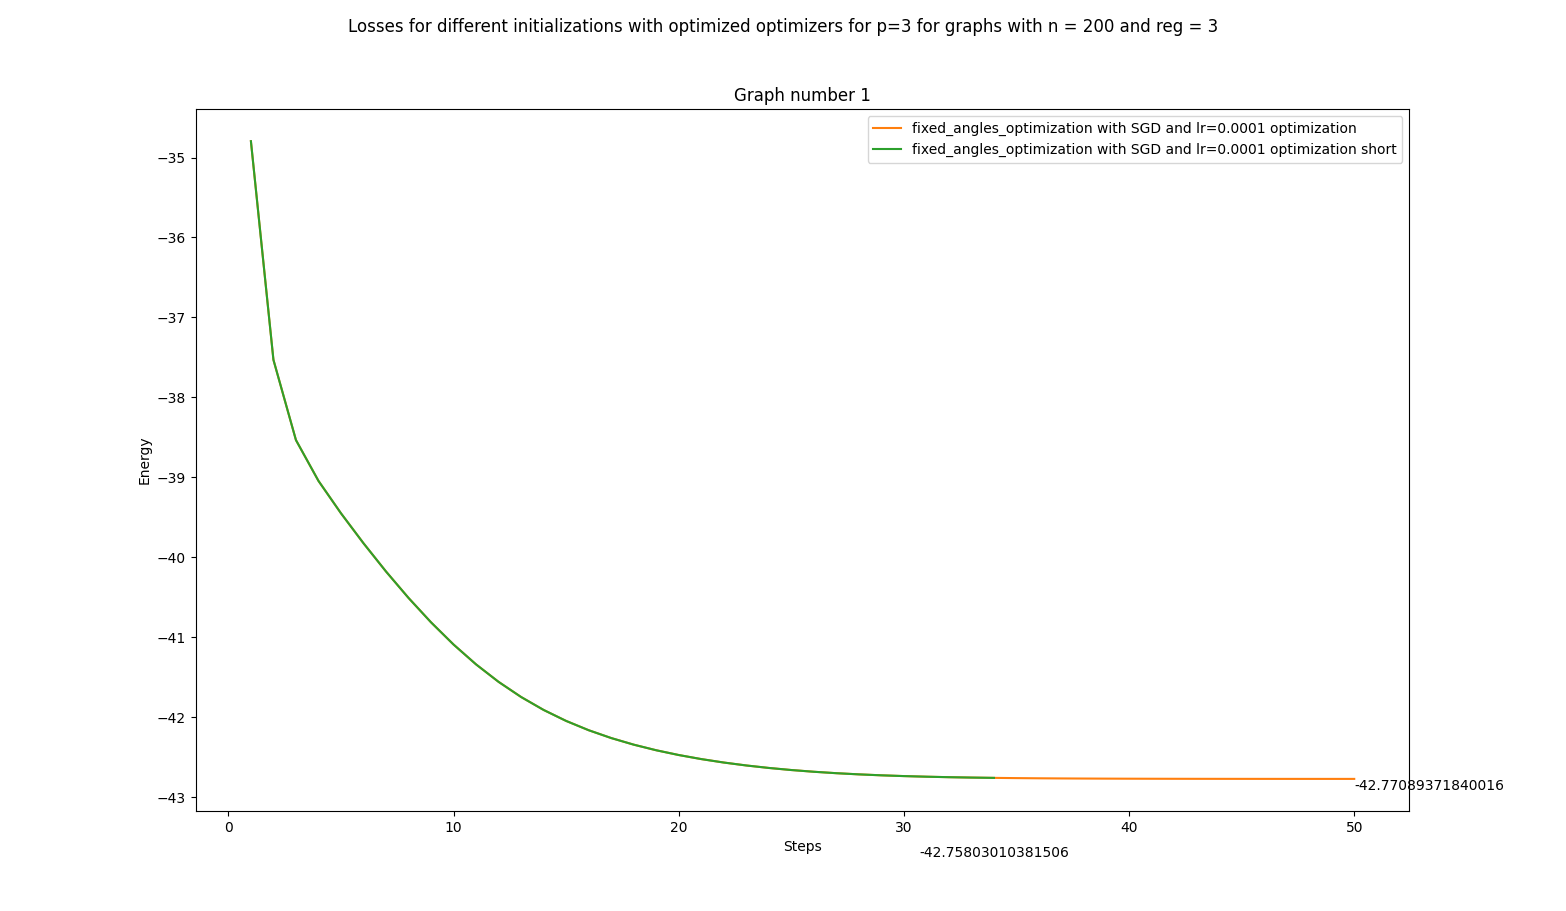 Losses for different initializations with optimized optimizers for p=3 for graphs with n = 200 and reg = 3
Graph number 1
fixed_angles_optimization with SGD and lr=0.0001 optimization
fixed_angles_optimization with SGD and lr=0.0001 optimization short
Energy
−35
−36
−37
−38
−39
−40
−41
−42
−43
-42.77089371840016
0
10
20
30
40
50
Steps
-42.75803010381506